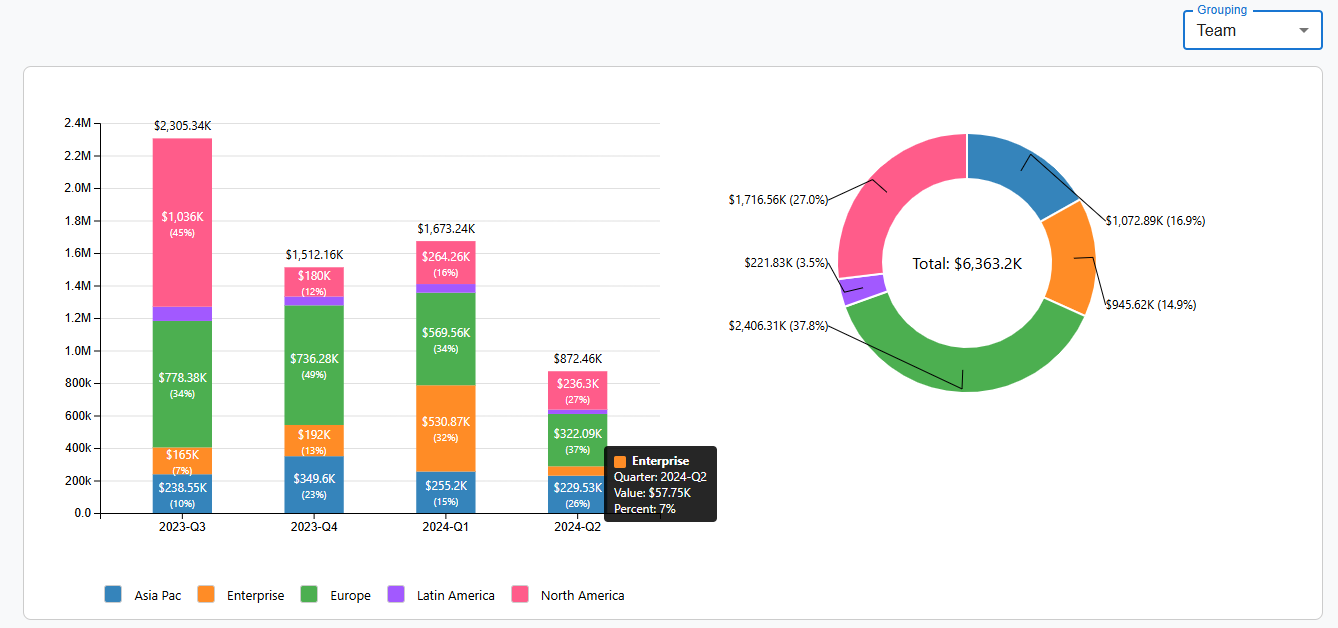 Grouping
Team
2.4M
2.2M
2.0M
1.8M
1.6M
1.4M
1.2M
1.0M
800k
600k
400k
200k
0.0
$2,305.34K
$1,036K
(45%)
$778.38K
(34%)
$165K
(7%)
$238.55K
(10%)
2023-Q3
$1,512.16K
$180K
(12%)
$736.28K
(49%)
$192K
(13%)
$349.6K
(23%)
2023-Q4
$1,673.24K
$264.26K
(16%)
$569.56K
(34%)
$530.87K
(32%)
$255.2K
(15%)
2024-Q1
$872.46K
$236.3K
(27%)
$322.09K
(37%)
$229.53K
(26%)
2024-Q2
Enterprise
Quarter: 2024-Q2
Value: $57.75K
Percent: 7%
Asia Pac
Enterprise
Europe
Latin America
North America
$1,716.56K (27.0%)
$221.83K (3.5%)
$2,406.31K (37.8%)
Total: $6,363.2K
$1,072.89K (16.9%)
$945.62K (14.9%)